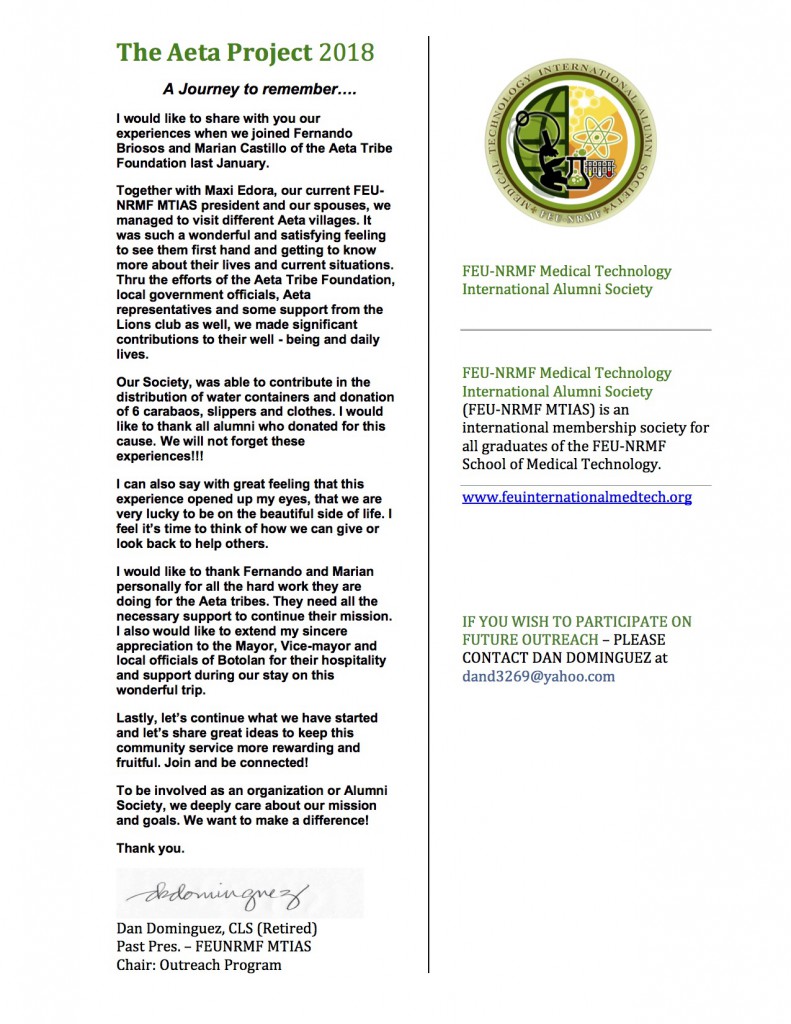 The Aeta Project 2018
A Journey to remember….
I would like to share with you our
experiences when we joined Fernando
Briosos and Marian Castillo of the Aeta Tribe
Foundation last January.
Together with Maxi Edora, our current FEU-
NRMF MTIAS president and our spouses, we
managed to visit different Aeta villages. It
was such a wonderful and satisfying feeling
to see them first hand and getting to know
more about their lives and current situations.
Thru the efforts of the Aeta Tribe Foundation,
local government officials, Aeta
representatives and some support from the
Lions club as well, we made significant
contributions to their well - being and daily
lives.
Our Society, was able to contribute in the
distribution of water containers and donation
of 6 carabaos, slippers and clothes. I would
like to thank all alumni who donated for this
cause. We will not forget these
experiences!!!
I can also say with great feeling that this
experience opened up my eyes, that we are
very lucky to be on the beautiful side of life. I
feel it's time to think of how we can give or
look back to help others.
I would like to thank Fernando and Marian
personally for all the hard work they are
doing for the Aeta tribes. They need all the
necessary support to continue their mission.
I also would like to extend my sincere
appreciation to the Mayor, Vice-mayor and
local officials of Botolan for their hospitality
and support during our stay on this
wonderful trip.
Lastly, let's continue what we have started
and let's share great ideas to keep this
community service more rewarding and
fruitful. Join and be connected!
To be involved as an organization or Alumni
Society, we deeply care about our mission
and goals. We want to make a difference!
Thank you.
dbdominguez
Dan Dominguez, CLS (Retired)
Past Pres. – FEUNRMF MTIAS
Chair: Outreach Program
MEDICAL TECHNOLOGY INTERNATIONAL ALUMNI SOCIETY
FEU-NRMF
FEU-NRMF Medical Technology
International Alumni Society
FEU-NRMF Medical Technology
International Alumni Society
(FEU-NRMF MTIAS) is an
international membership society for
all graduates of the FEU-NRMF
School of Medical Technology.
www.feuinternationalmedtech.org
IF YOU WISH TO PARTICIPATE ON
FUTURE OUTREACH – PLEASE
CONTACT DAN DOMINGUEZ at
dand3269@yahoo.com